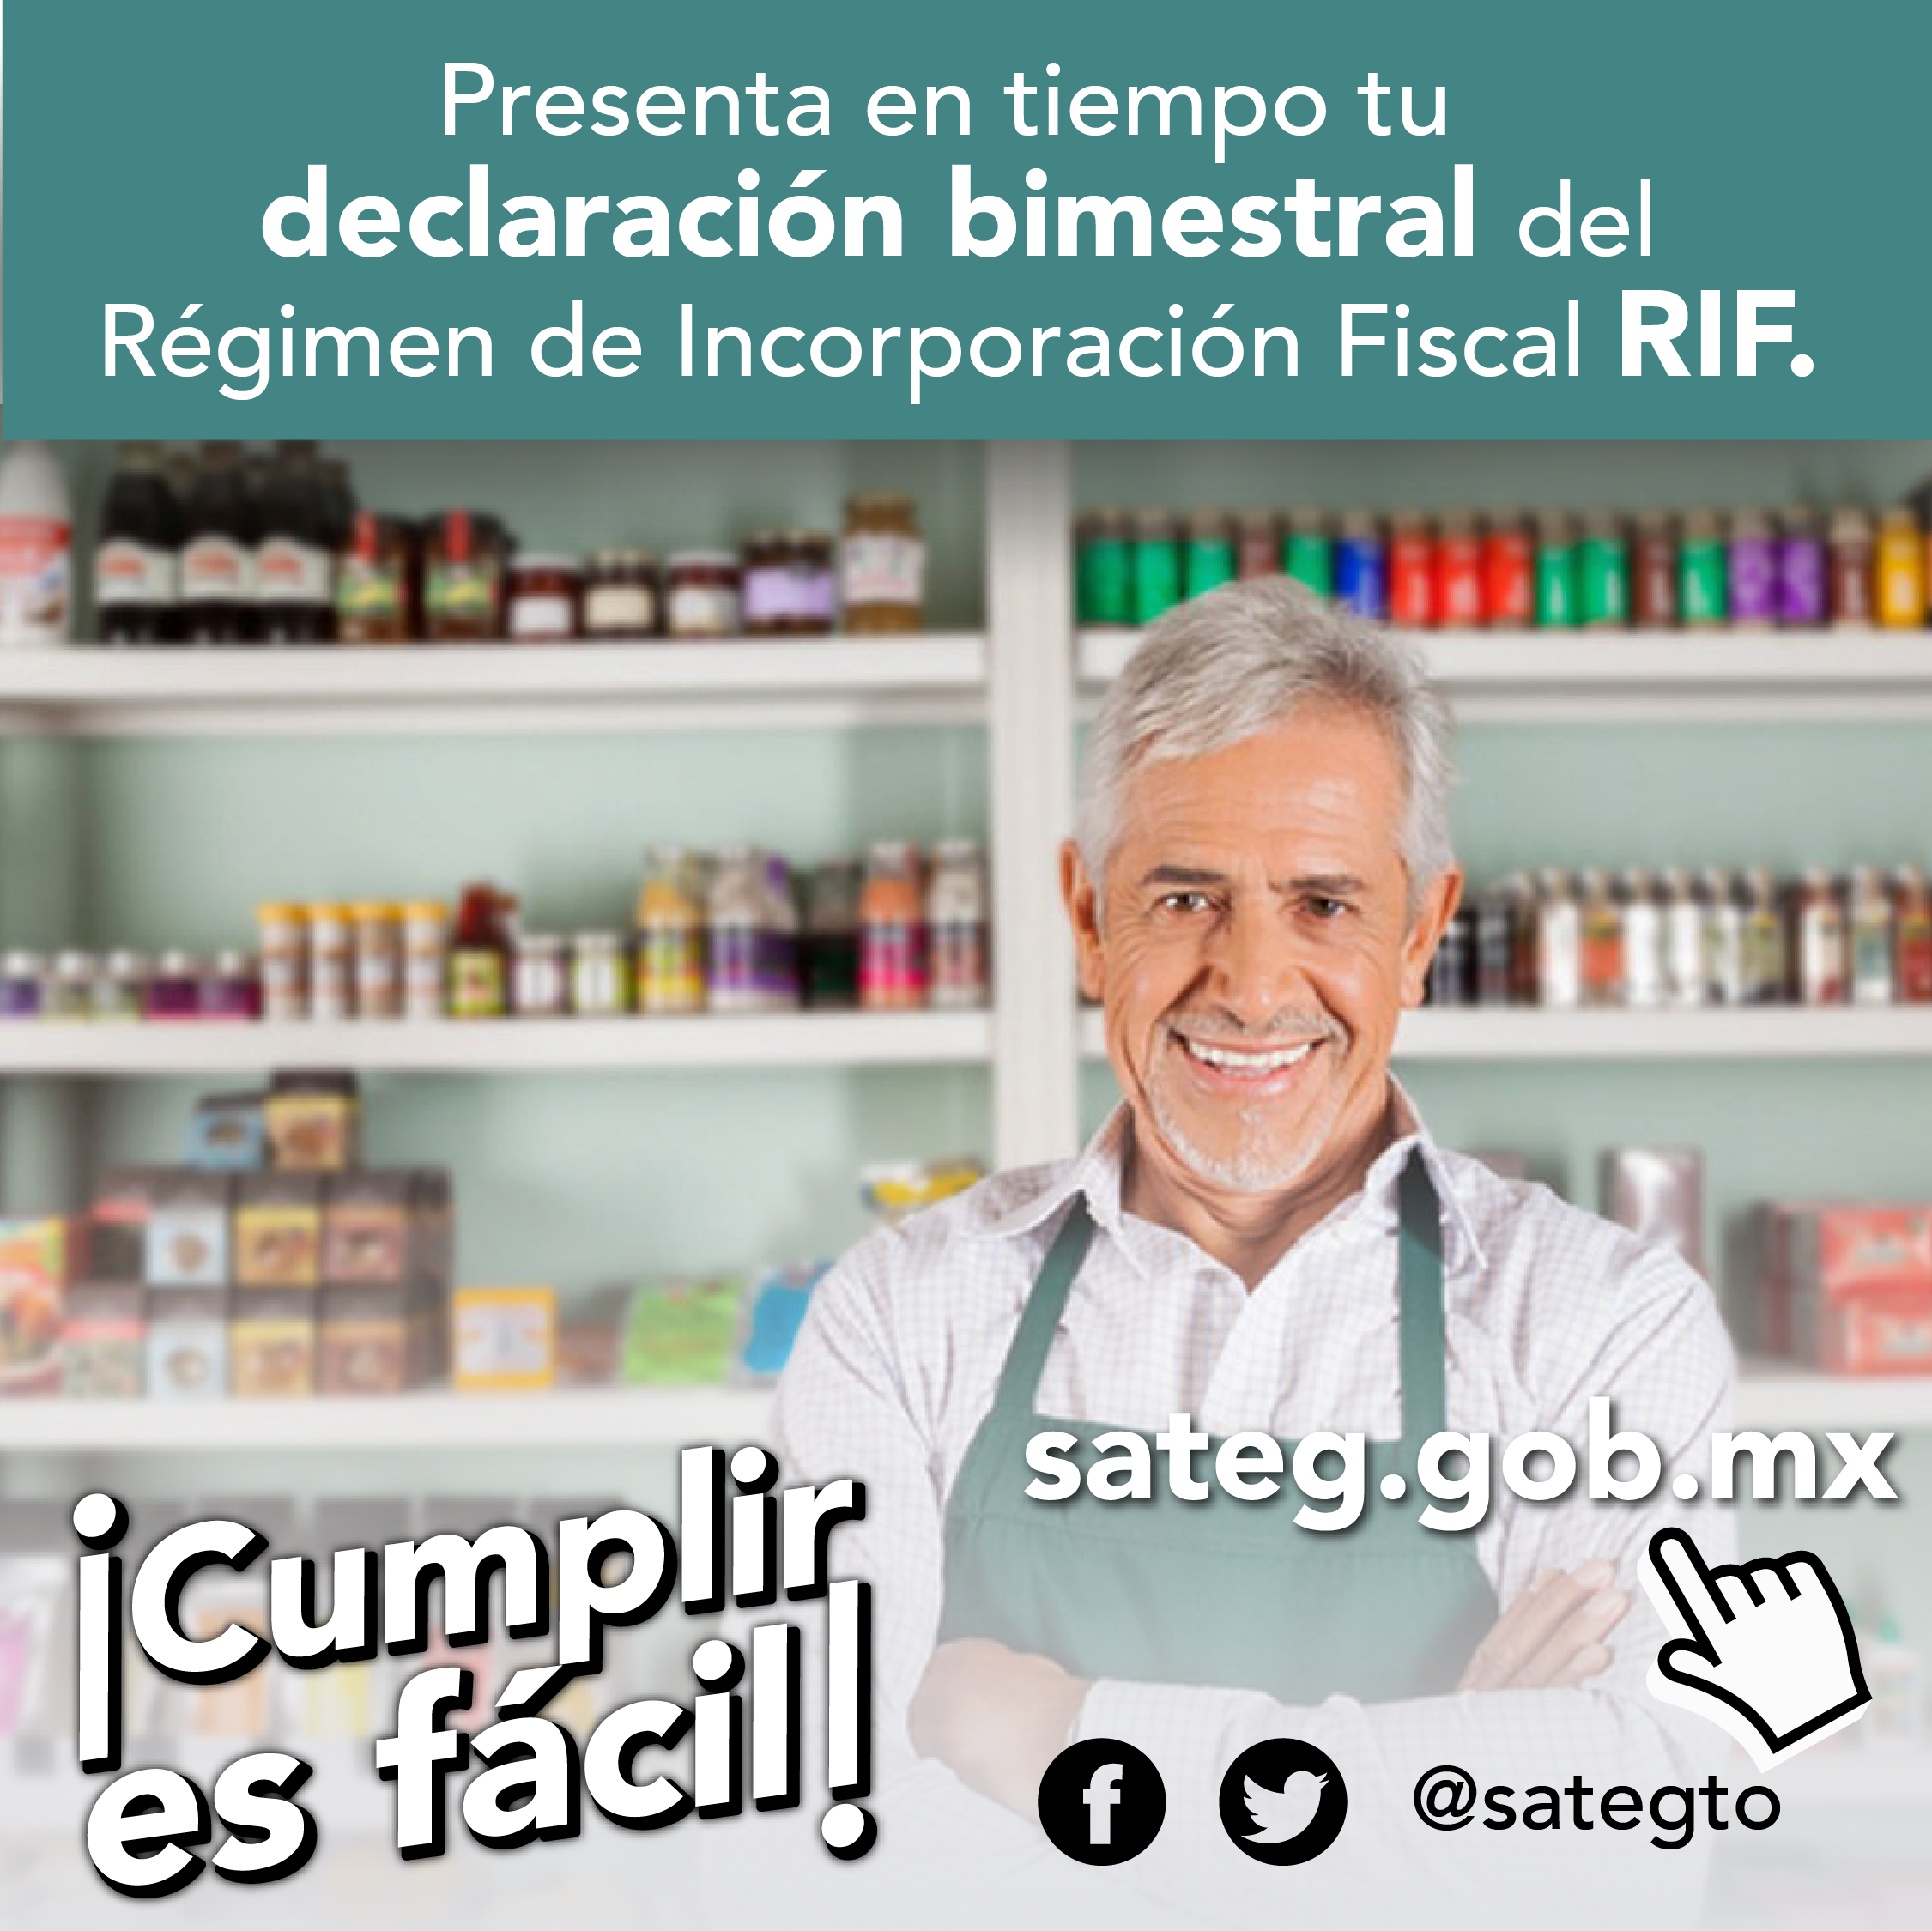 Presenta en tiempo tu
declaración bimestral del
Régimen de Incorporación Fiscal RIF.
sateg.gob.mx
¡Cumplir
es fácil!
@sategto